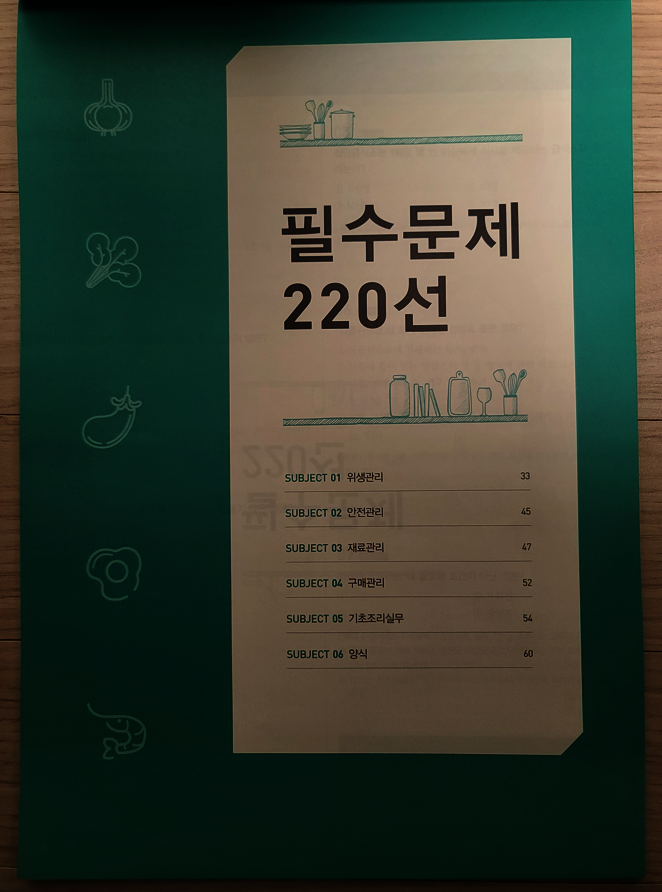 필수문제
220선
SUBJECT 01 위생관리 33
SUBJECT 02 안전관리 45
SUBJECT 03 재료관리 47
SUBJECT 04 구매관리 52
SUBJECT 05 기초조리실무 54
SUBJECT 06 양식 60